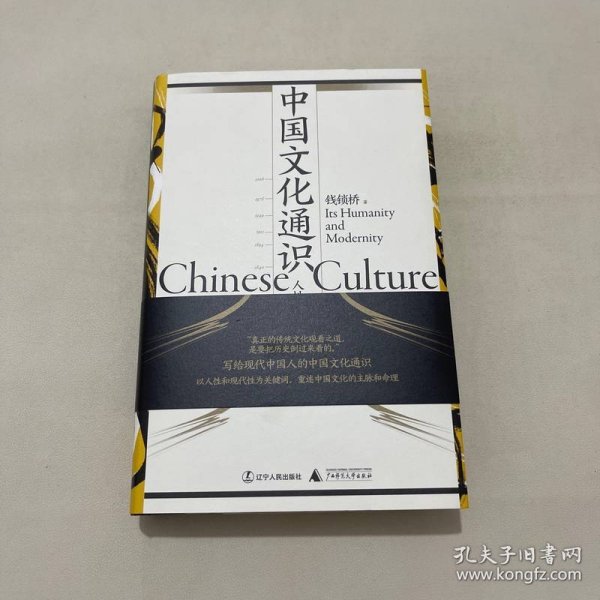 中国文化通识
钱锁桥 著
Its Humanity
and
Modernity
Chinese Culture
“真正的传统文化观看之道,
是要把历史倒过来看的。”
写给现代中国人的中国文化通识
以人性和现代性为关键词,重述中国文化的主脉和命理
辽宁人民出版社
广西师范大学出版社
孔夫子旧书网
www.kongfz.com